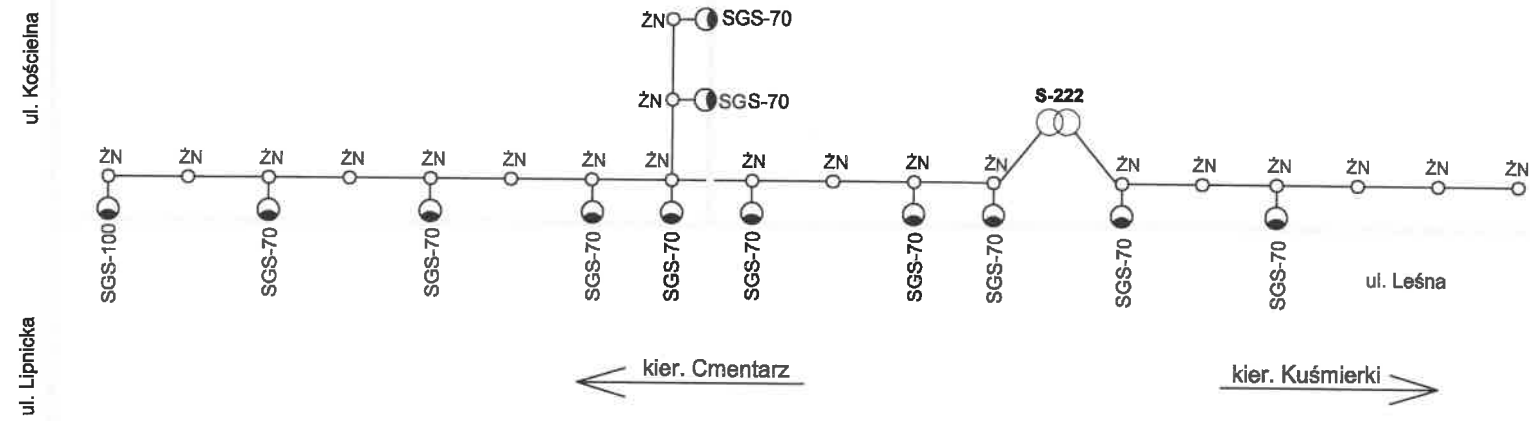 ul. Kościelna
ŻN SGS-70
ŻN SGS-70
S-222
ŻN ŻN ŻN ŻN ŻN ŻN ŻN ŻN ŻN ŻN ŻN ŻN ŻN ŻN ŻN ŻN ŻN ŻN
SGS-100 SGS-70 SGS-70 SGS-70 SGS-70 SGS-70 SGS-70 SGS-70 SGS-70 SGS-70
ul. Leśna
ul. Lipnicka
kier. Cmentarz
kier. Kuśmierki